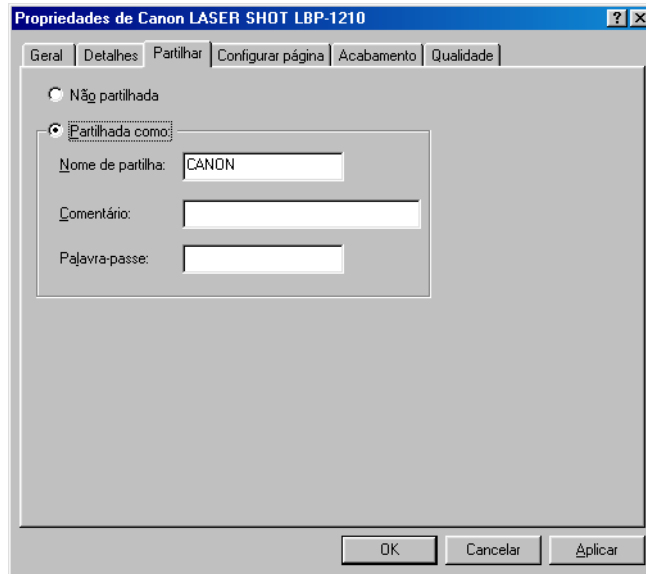 Propriedades de Canon LASER SHOT LBP-1210
Geral Detalhes Partilhar Configurar página Acabamento Qualidade
Não partilhada
Partilhada como:
Nome de partilha: CANON
Comentário:
Palavra-passe:
OK Cancelar Aplicar